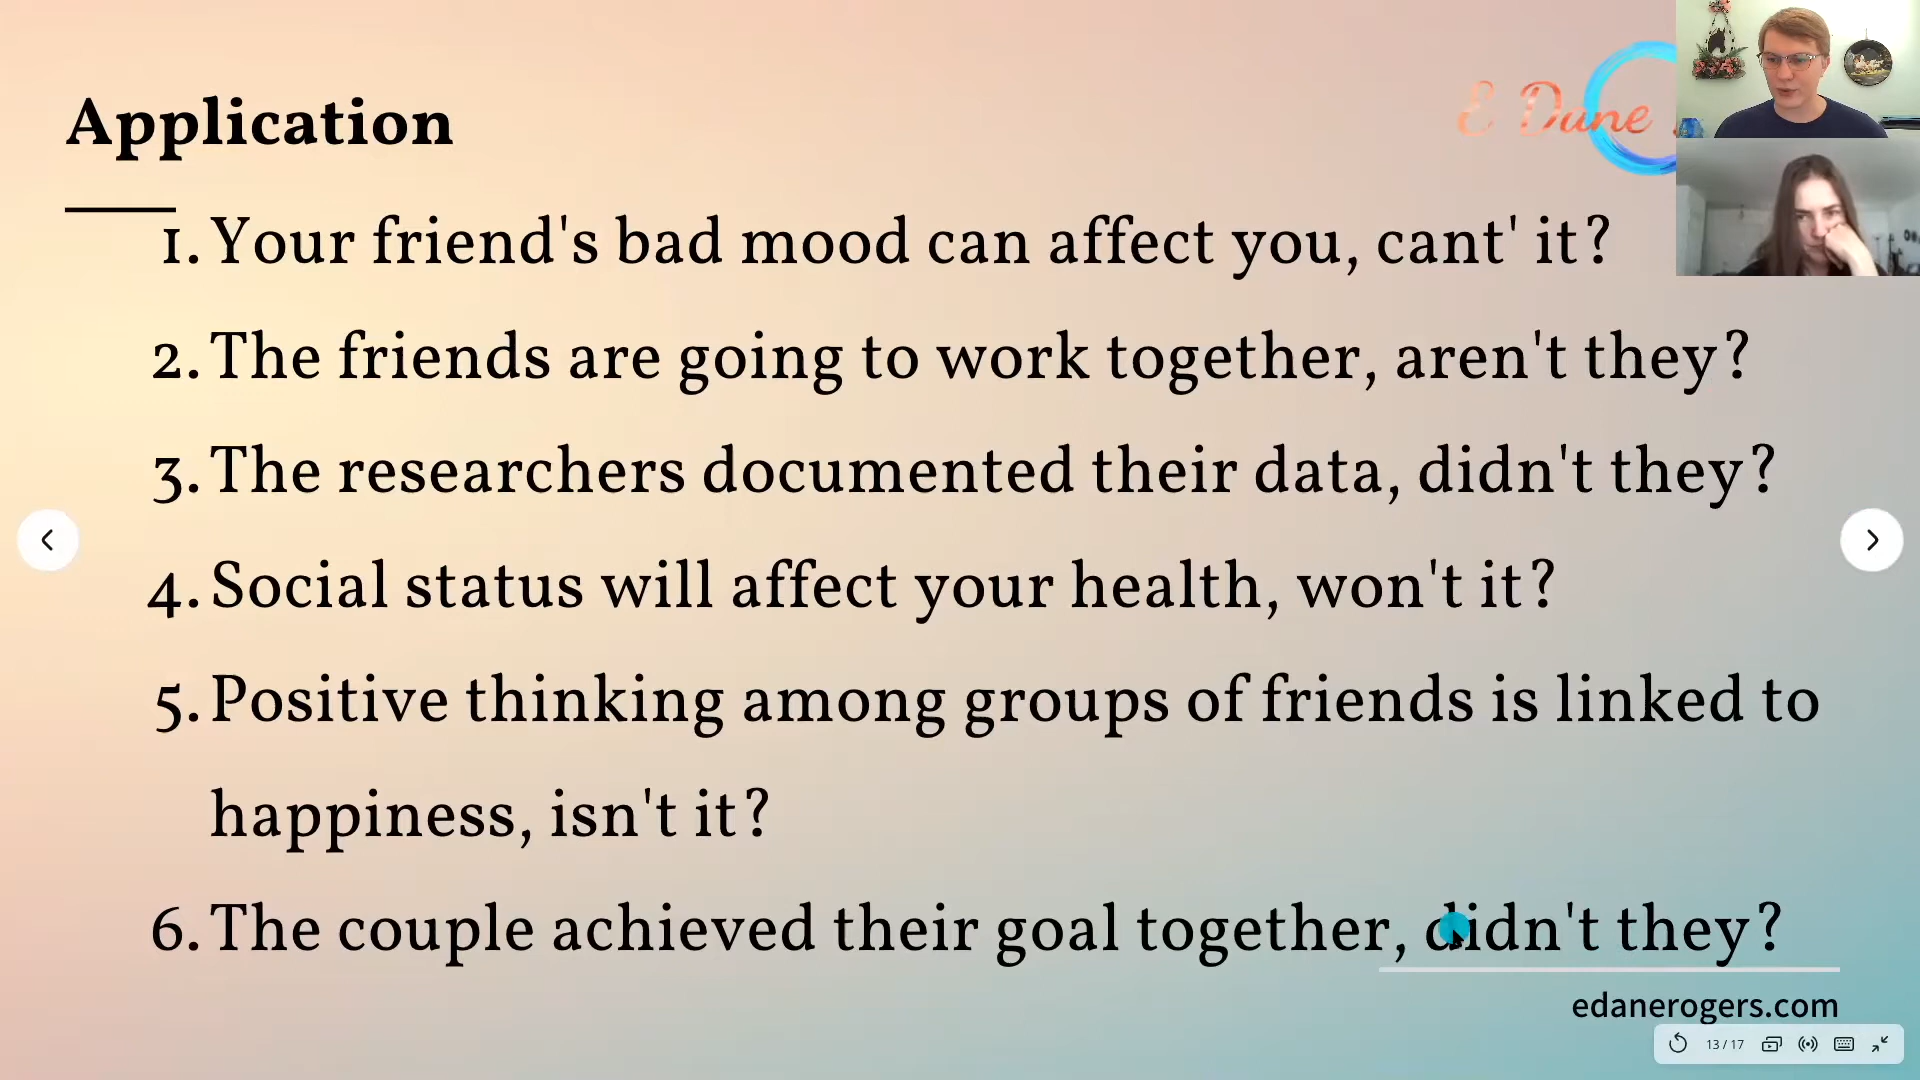 E Dane
Application
1. Your friend's bad mood can affect you, cant' it?
2. The friends are going to work together, aren't they?
3. The researchers documented their data, didn't they?
4. Social status will affect your health, won't it?
5. Positive thinking among groups of friends is linked to
happiness, isn't it?
6. The couple achieved their goal together, didn't they?
edanerogers.com
13 / 17